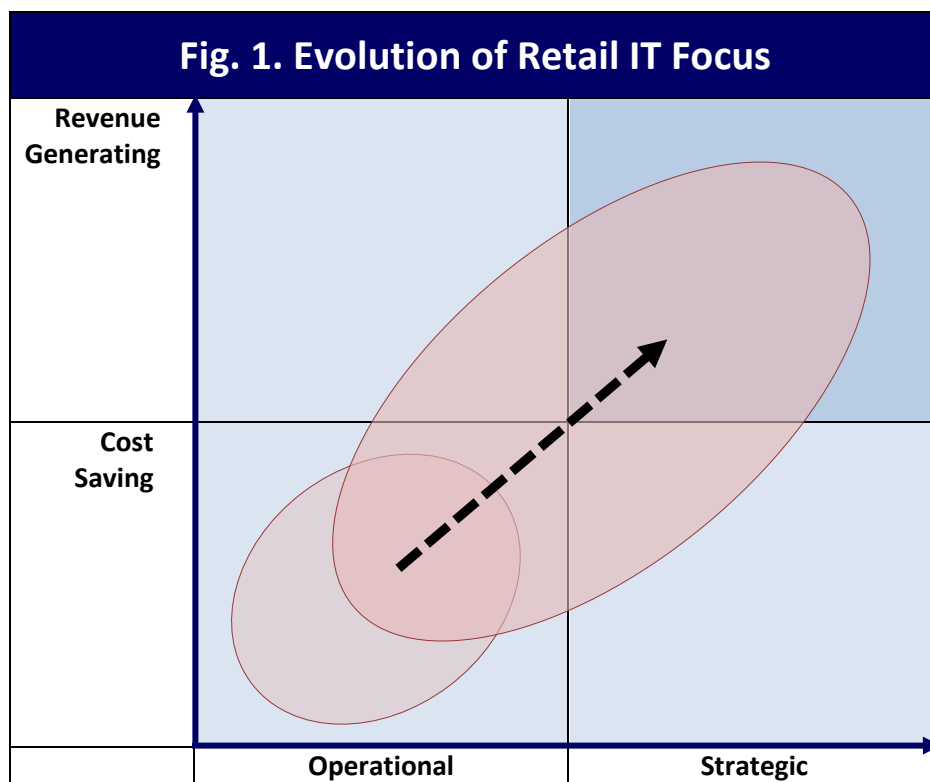 Fig. 1. Evolution of Retail IT Focus
Revenue
Generating
Cost
Saving
Operational
Strategic